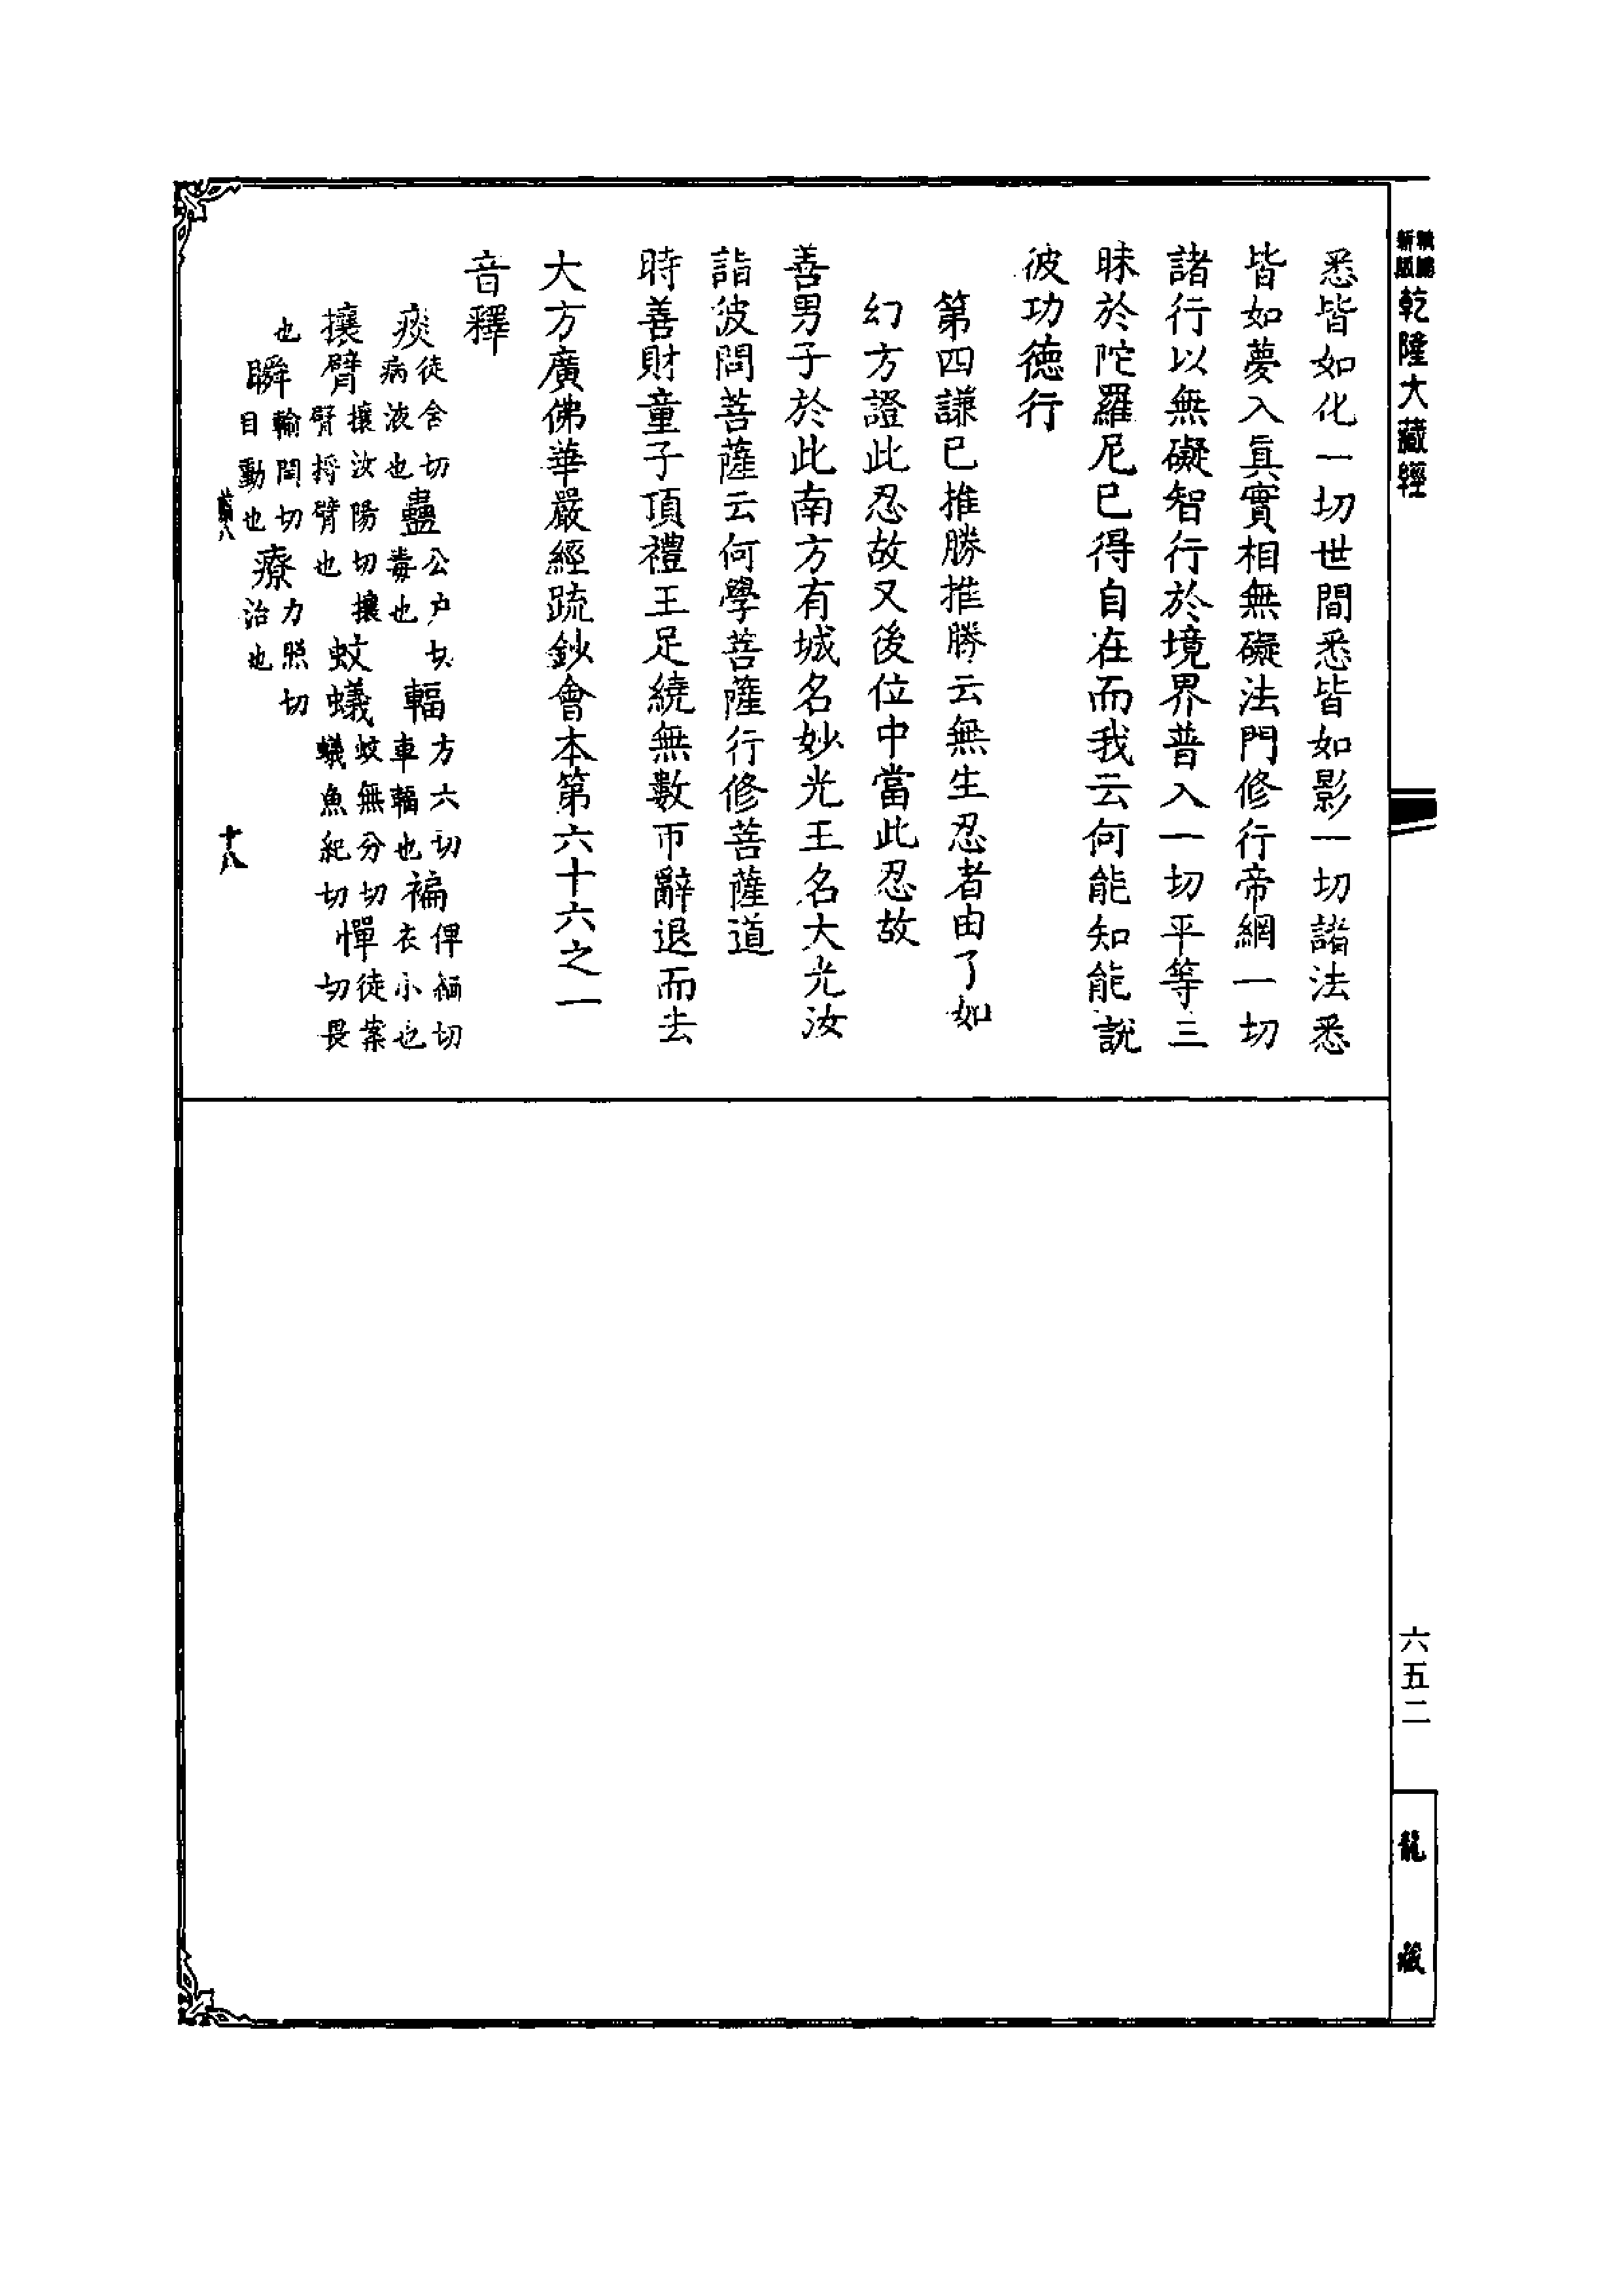 乾隆大藏經
悉皆如化一切世間悉皆如影一切諸法悉
皆如夢入真實相無礙法門修行帝網一切
諸行以無礙智行於境界普入一切平等三
昧於陀羅尼已得自在而我云何能知能說
彼功德行
第四謙已推勝推勝云無生忍者由了如
幻方證此忍故又後位中當此忍故
善男子於此南方有城名妙光王名大光汝
詣彼問菩薩云何學菩薩行修菩薩道
時善財童子頂禮王足繞無數帀辭退而去
大方廣佛華嚴經疏鈔會本第六十六之一
音釋
痰徒含切病液也蠱公户切毒也輻方六切車輻也褊俾緬切衣小也
攘臂攘汝陽切攘臂捋臂也蚊蟻蚊無分切蟻魚紀切憚徒案切畏
也瞬輸閏切目動也療力照切治也
十八
六五二
龍藏